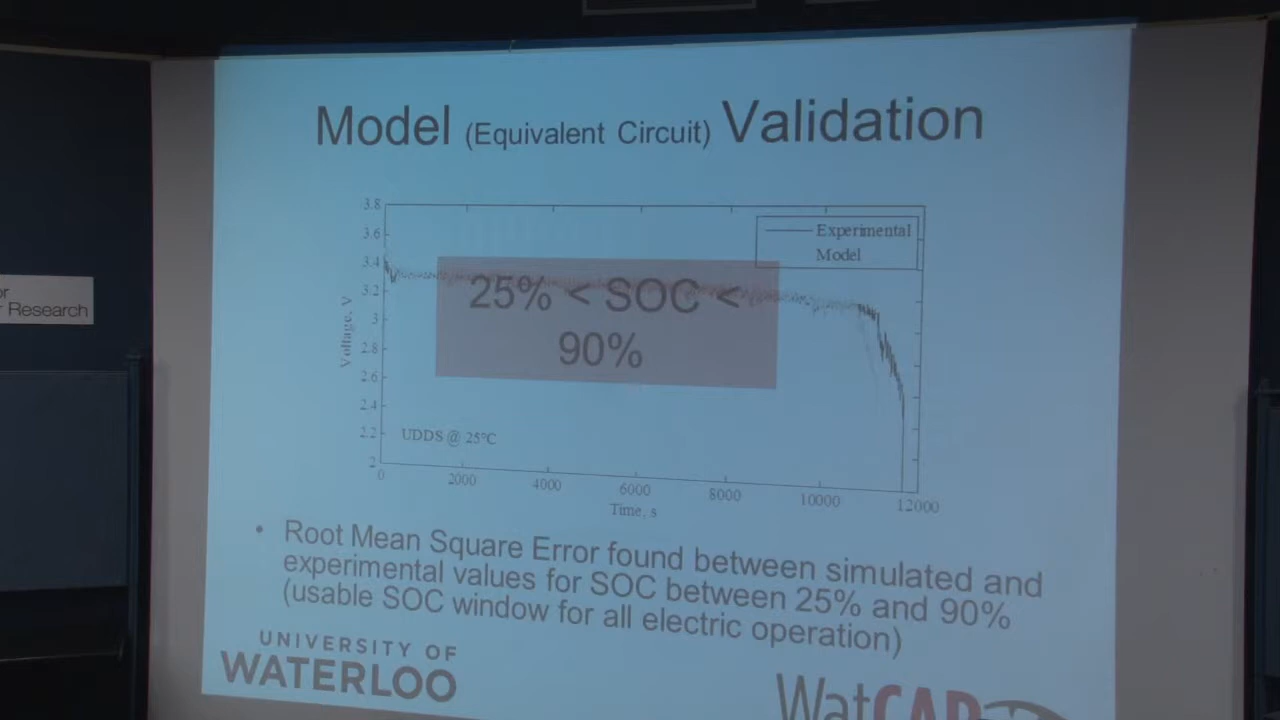 Model (Equivalent Circuit) Validation
3.8
3.6
3.4
3.2
3
2.8
2.6
2.4
2.2
2
Voltage, V
Experimental
Model
25% < SOC <
90%
UDDS @ 25°C
0 2000 4000 6000 8000 10000 12000
Time, s
• Root Mean Square Error found between simulated and
experimental values for SOC between 25% and 90%
(usable SOC window for all electric operation)
UNIVERSITY OF
WATERLOO
WatCAR
Research